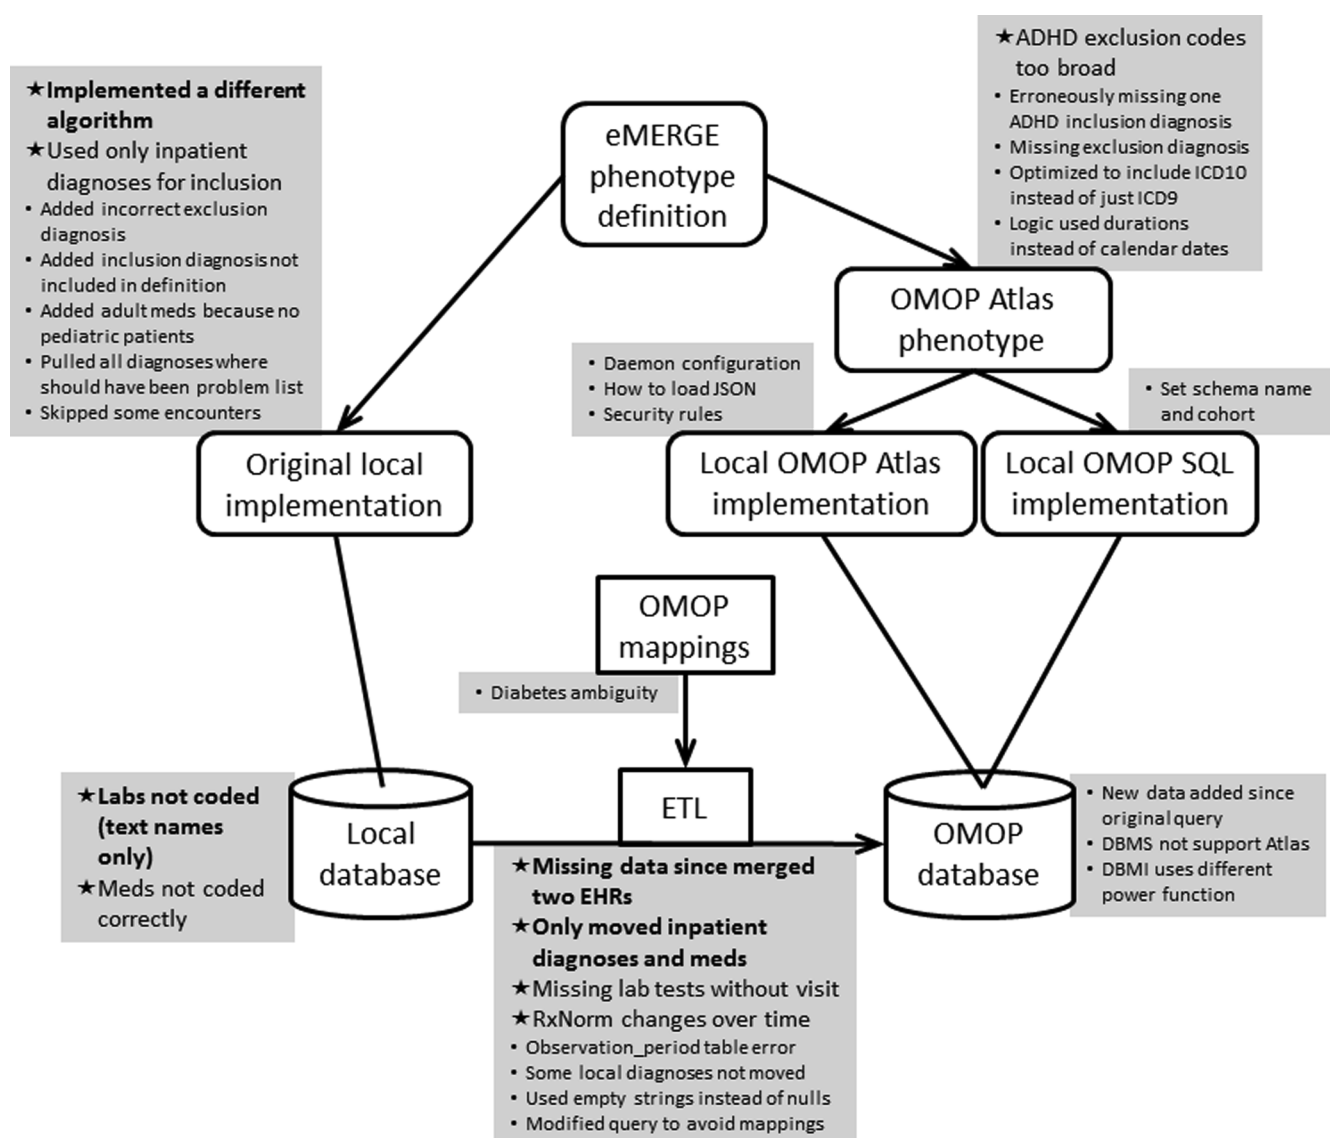 ★Implemented a different
algorithm
★Used only inpatient
diagnoses for inclusion
• Added incorrect exclusion
diagnosis
• Added inclusion diagnosis not
included in definition
• Added adult meds because no
pediatric patients
• Pulled all diagnoses where
should have been problem list
• Skipped some encounters
eMERGE
phenotype
definition
★ADHD exclusion codes
too broad
• Erroneously missing one
ADHD inclusion diagnosis
• Missing exclusion diagnosis
• Optimized to include ICD10
instead of just ICD9
• Logic used durations
instead of calendar dates
OMOP Atlas
phenotype
• Daemon configuration
• How to load JSON
• Security rules
• Set schema name
and cohort
Original local
implementation
Local OMOP Atlas
implementation
Local OMOP SQL
implementation
OMOP
mappings
• Diabetes ambiguity
ETL
★Labs not coded
(text names
only)
★Meds not coded
correctly
Local
database
★Missing data since merged
two EHRs
★Only moved inpatient
diagnoses and meds
★Missing lab tests without visit
★RxNorm changes over time
• Observation_period table error
• Some local diagnoses not moved
• Used empty strings instead of nulls
• Modified query to avoid mappings
OMOP
database
• New data added since
original query
• DBMS not support Atlas
• DBMI uses different
power function